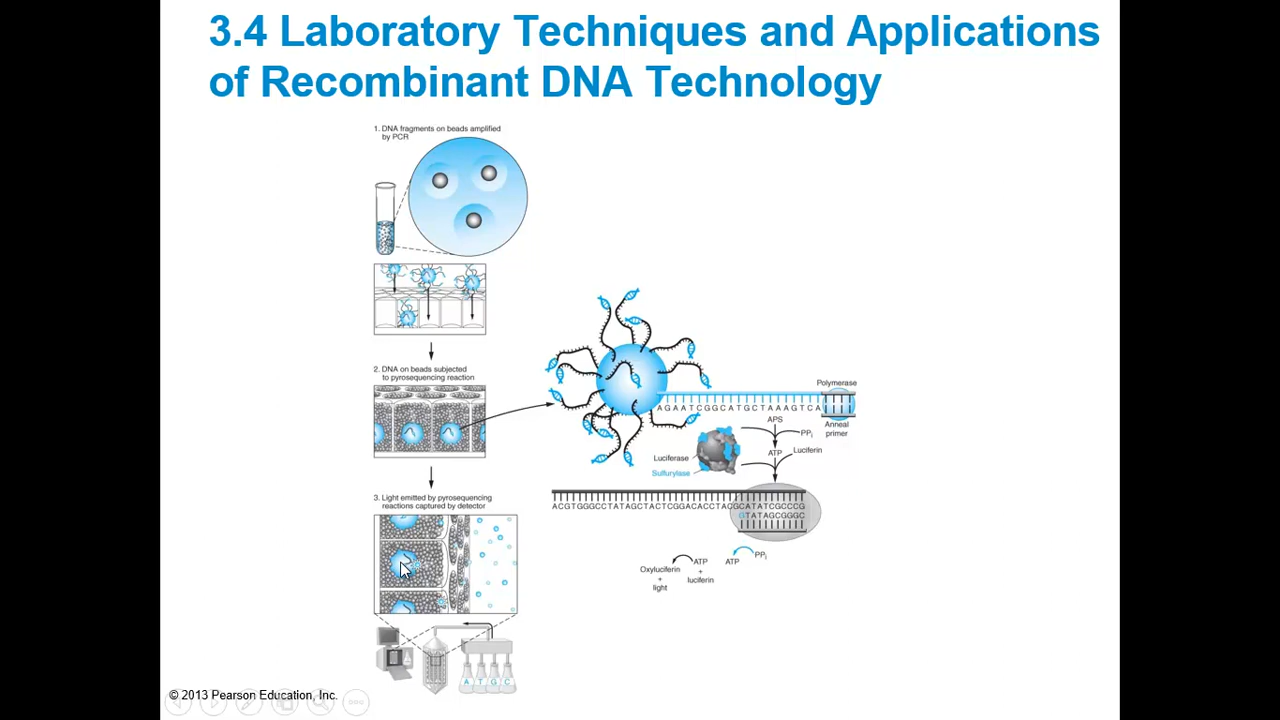 3.4 Laboratory Techniques and Applications
of Recombinant DNA Technology
1. DNA fragments on beads amplified
by PCR
2. DNA on beads subjected
to pyrosequencing reaction
3. Light emitted by pyrosequencing
reactions captured by detector
A T G C
Polymerase
AGAATCGGCATGCTAAAGTCA
Anneal
primer
APS
PPi
ATP
Luciferin
Luciferase
Sulfurylase
ACGTGGGCCTATAGCTACTCGGACACCTACGCATATCGCCCG
GTATAGCGGGC
ATP
PPi
Oxyluciferin
+
light
ATP
+
luciferin
© 2013 Pearson Education, Inc.